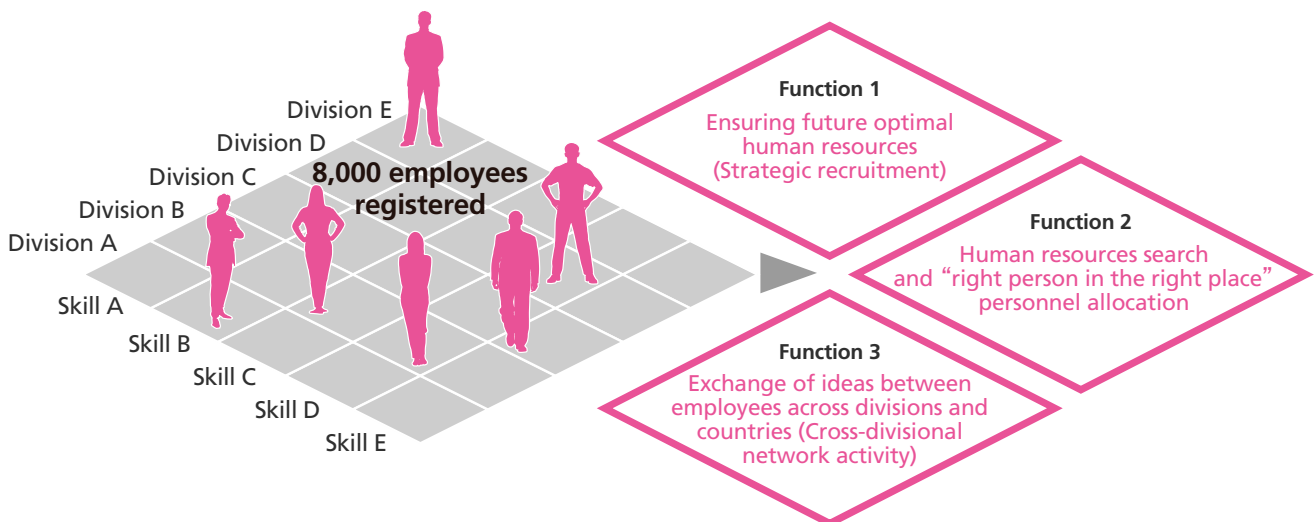 Division E
Division D
Division C
Division B
Division A
8,000 employees
registered
Skill A
Skill B
Skill C
Skill D
Skill E
Function 1
Ensuring future optimal
human resources
(Strategic recruitment)
Function 2
Human resources search
and “right person in the right place”
personnel allocation
Function 3
Exchange of ideas between
employees across divisions and
countries (Cross-divisional
network activity)